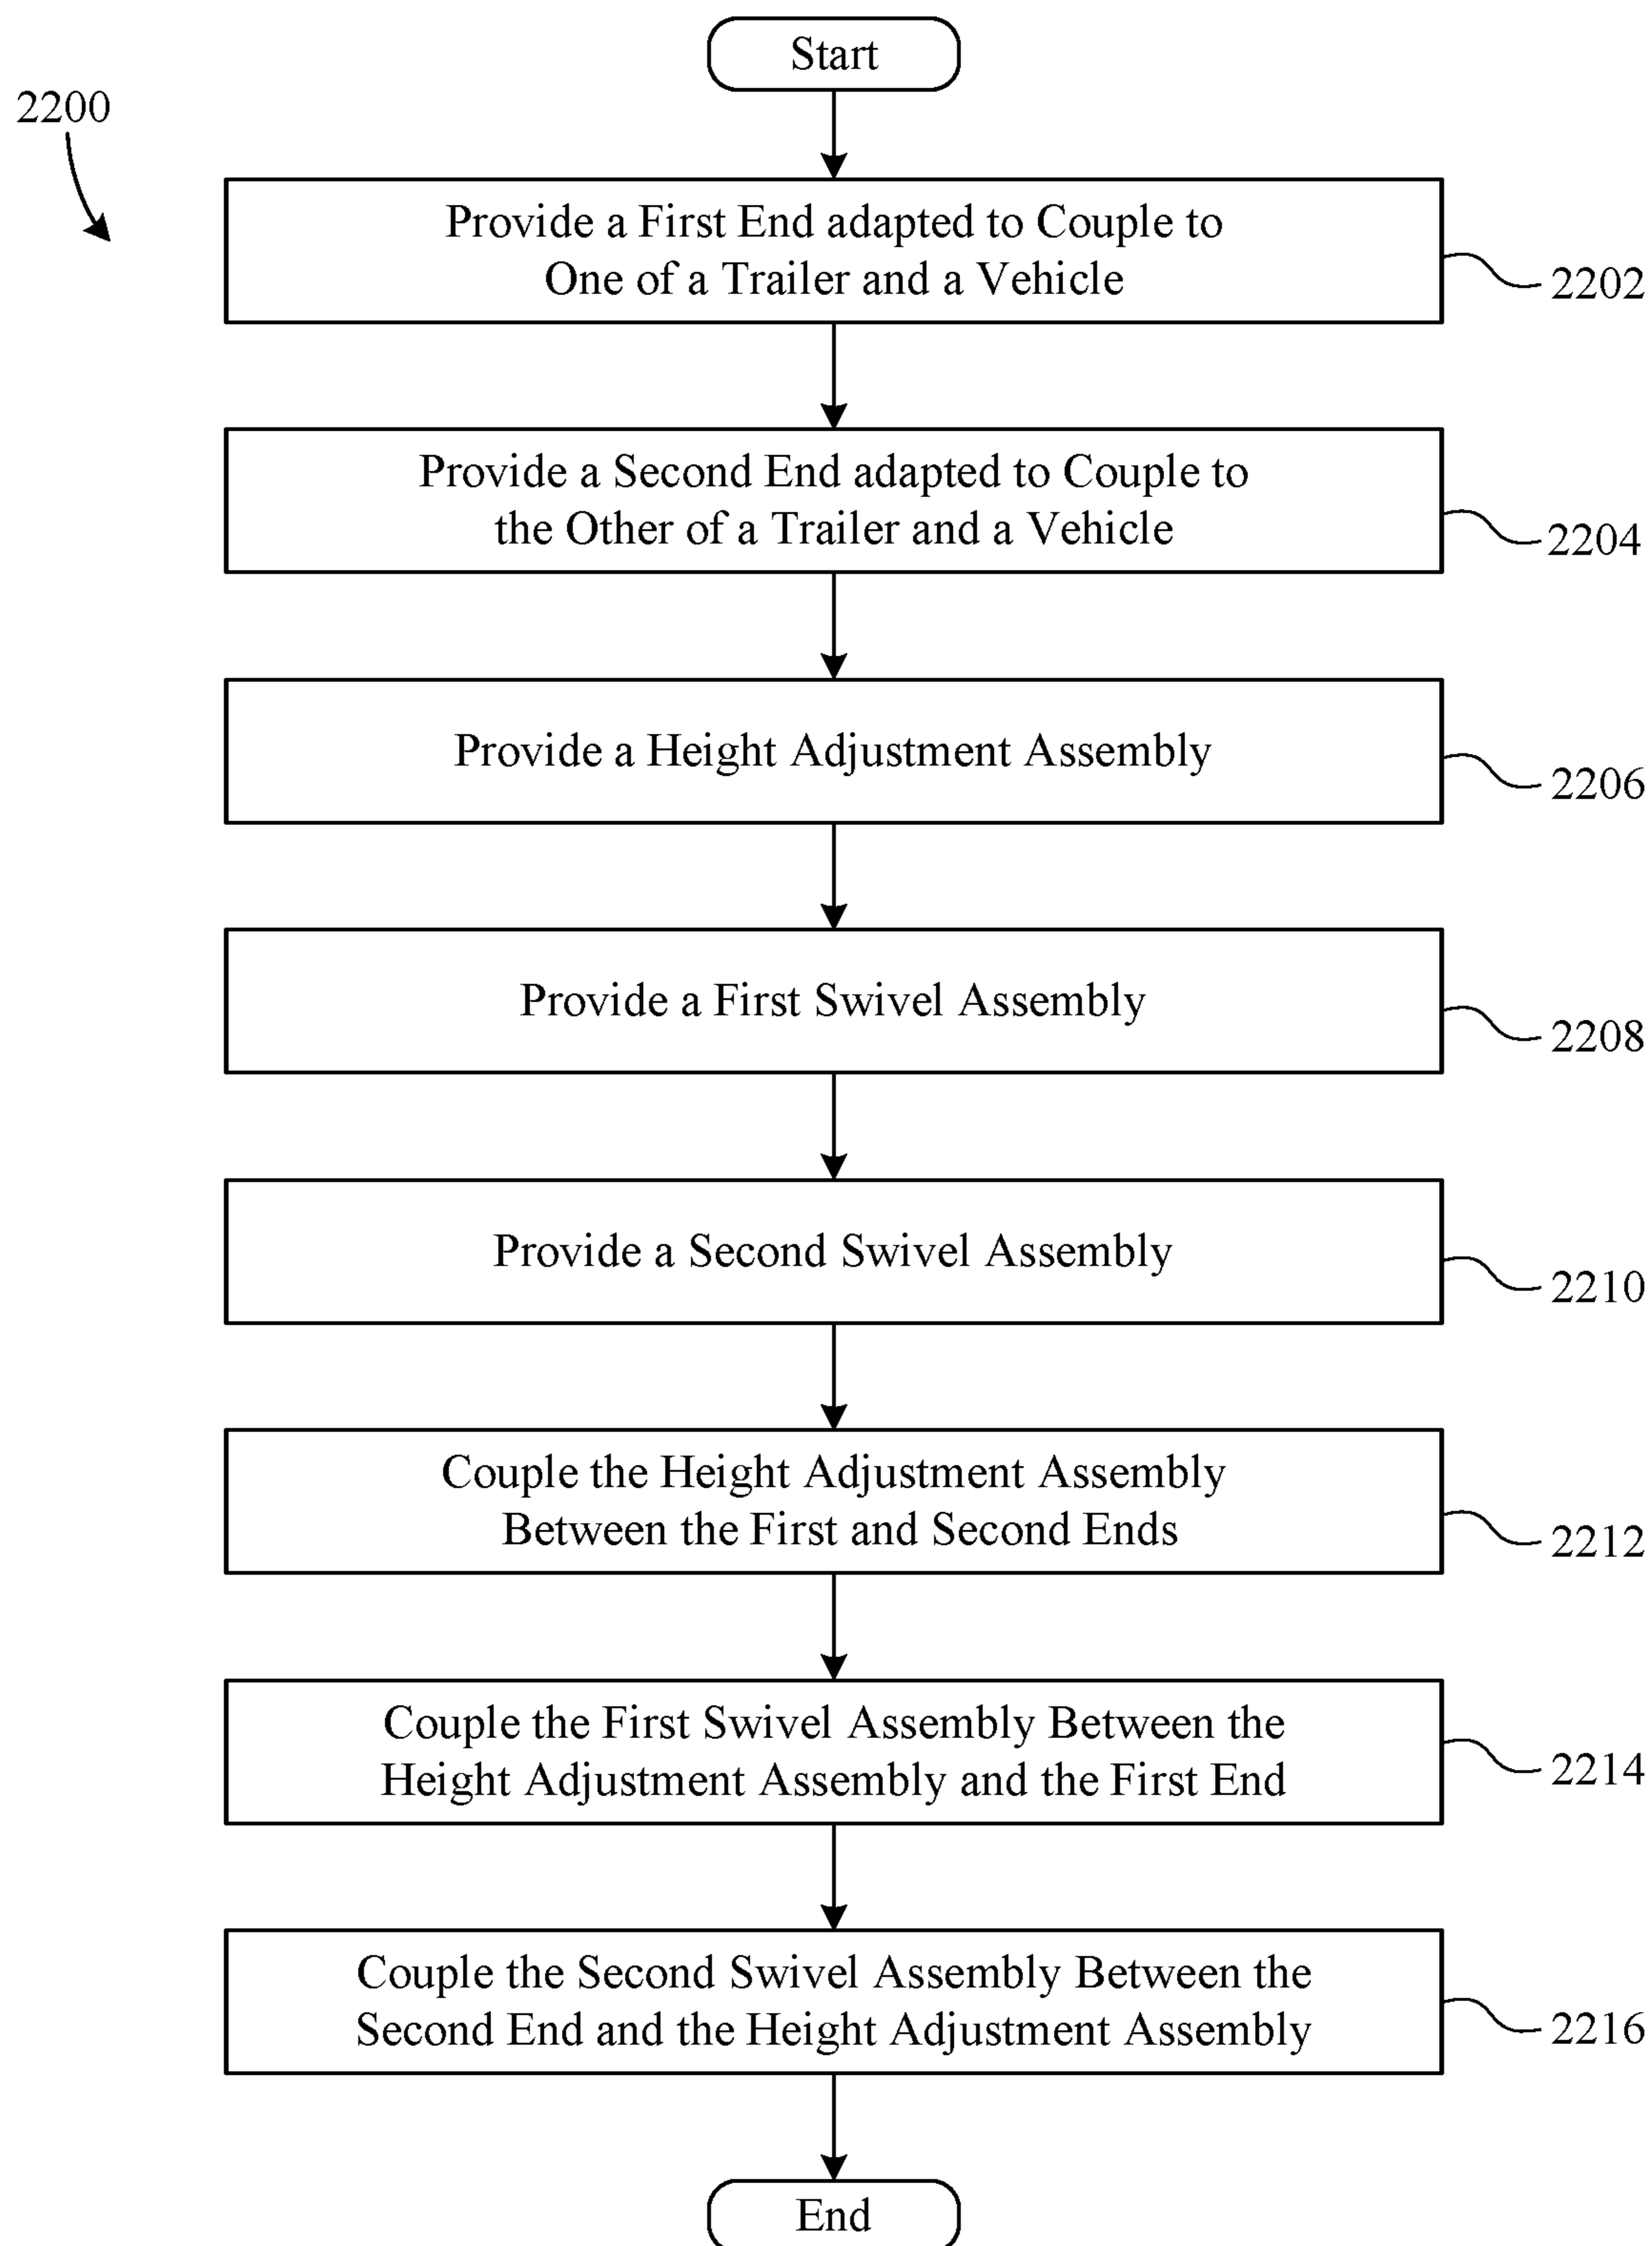 Start
2200
Provide a First End adapted to Couple to
One of a Trailer and a Vehicle
2202
Provide a Second End adapted to Couple to
the Other of a Trailer and a Vehicle
2204
Provide a Height Adjustment Assembly
2206
Provide a First Swivel Assembly
2208
Provide a Second Swivel Assembly
2210
Couple the Height Adjustment Assembly
Between the First and Second Ends
2212
Couple the First Swivel Assembly Between the
Height Adjustment Assembly and the First End
2214
Couple the Second Swivel Assembly Between the
Second End and the Height Adjustment Assembly
2216
End